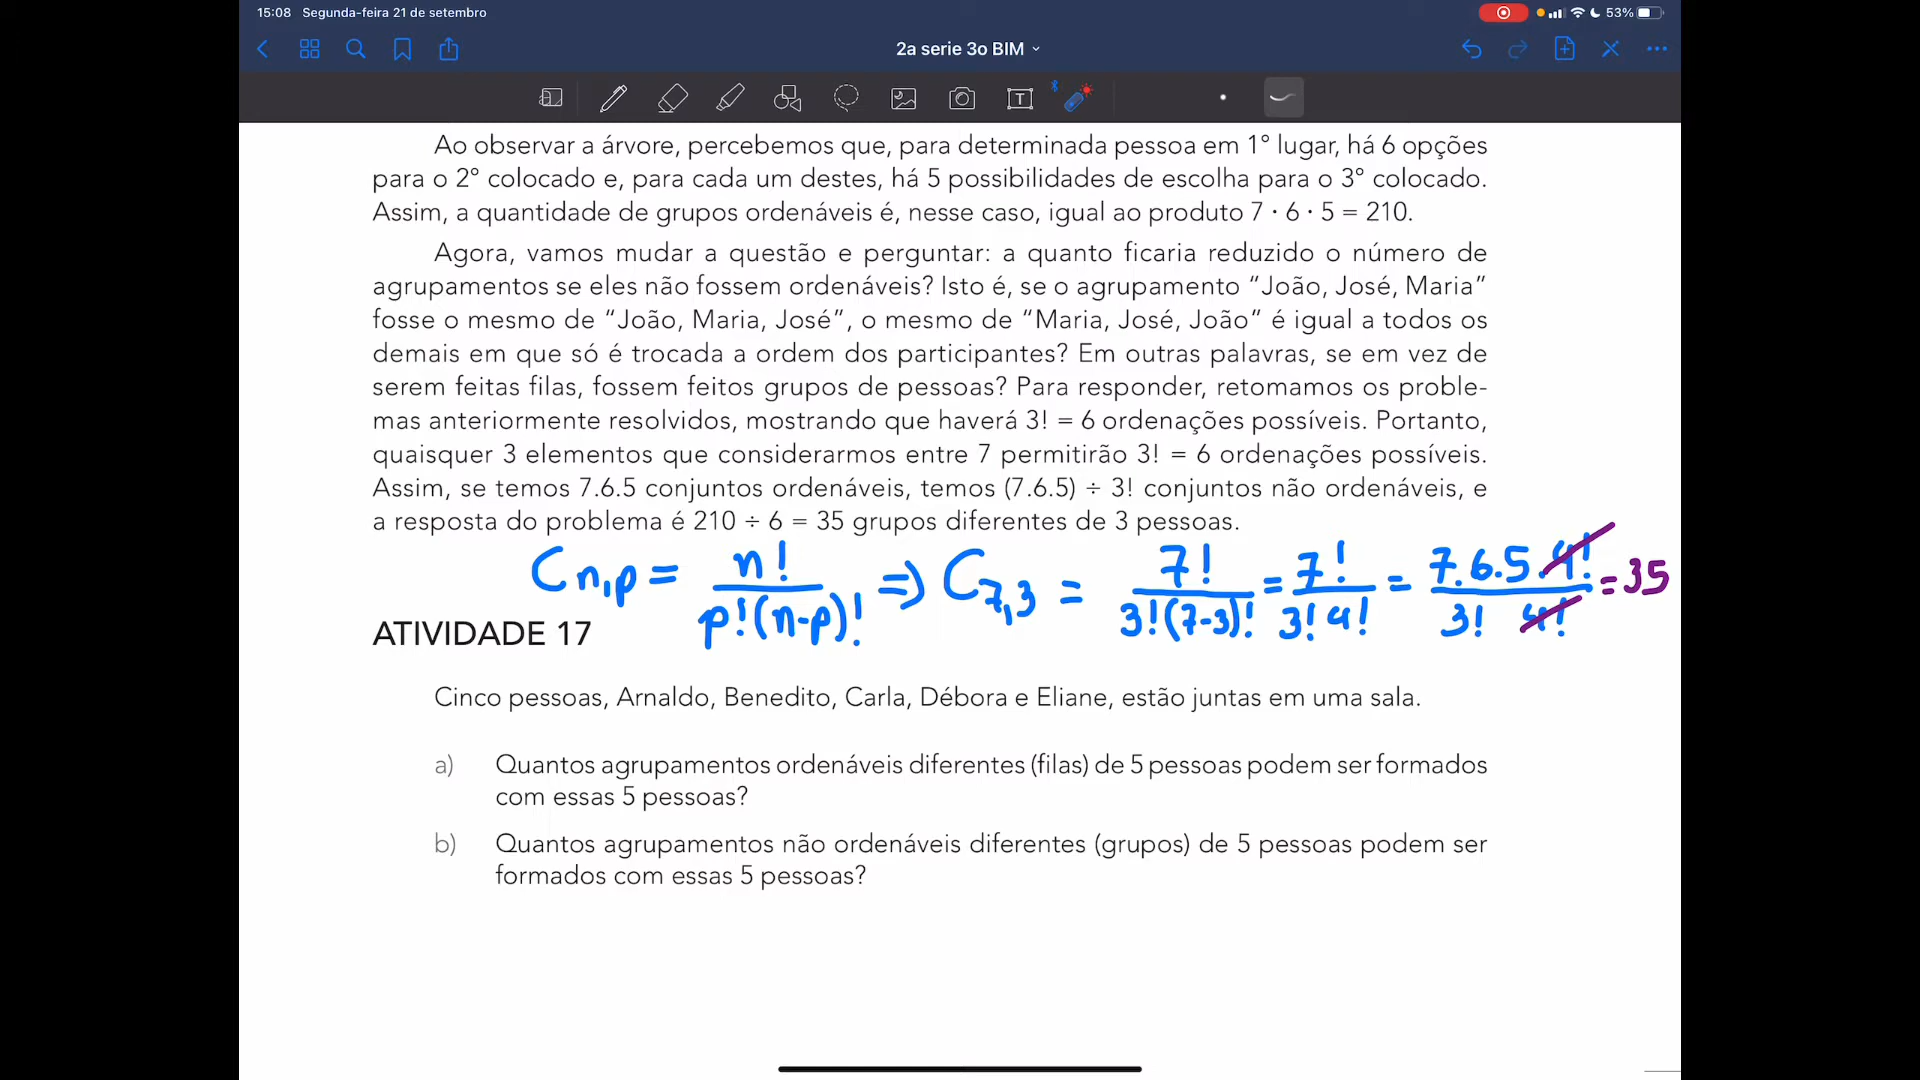 15:08 Segunda-feira 21 de setembro
53%
2a serie 3o BIM
T
Ao observar a árvore, percebemos que, para determinada pessoa em 1º lugar, há 6 opções
para o 2º colocado e, para cada um destes, há 5 possibilidades de escolha para o 3º colocado.
Assim, a quantidade de grupos ordenáveis é, nesse caso, igual ao produto 7 · 6 · 5 = 210.
Agora, vamos mudar a questão e perguntar: a quanto ficaria reduzido o número de
agrupamentos se eles não fossem ordenáveis? Isto é, se o agrupamento “João, José, Maria”
fosse o mesmo de “João, Maria, José”, o mesmo de “Maria, José, João” é igual a todos os
demais em que só é trocada a ordem dos participantes? Em outras palavras, se em vez de
serem feitas filas, fossem feitos grupos de pessoas? Para responder, retomamos os proble-
mas anteriormente resolvidos, mostrando que haverá 3! = 6 ordenações possíveis. Portanto,
quaisquer 3 elementos que considerarmos entre 7 permitirão 3! = 6 ordenações possíveis.
Assim, se temos 7.6.5 conjuntos ordenáveis, temos (7.6.5) ÷ 3! conjuntos não ordenáveis, e
a resposta do problema é 210 ÷ 6 = 35 grupos diferentes de 3 pessoas.
Cn,p = n!/p!(n-p)! => C7,3 = 7!/3!(7-3)! = 7!/3!4! = 7.6.5.4!/3! 4! = 35
ATIVIDADE 17
Cinco pessoas, Arnaldo, Benedito, Carla, Débora e Eliane, estão juntas em uma sala.
a) Quantos agrupamentos ordenáveis diferentes (filas) de 5 pessoas podem ser formados
com essas 5 pessoas?
b) Quantos agrupamentos não ordenáveis diferentes (grupos) de 5 pessoas podem ser
formados com essas 5 pessoas?